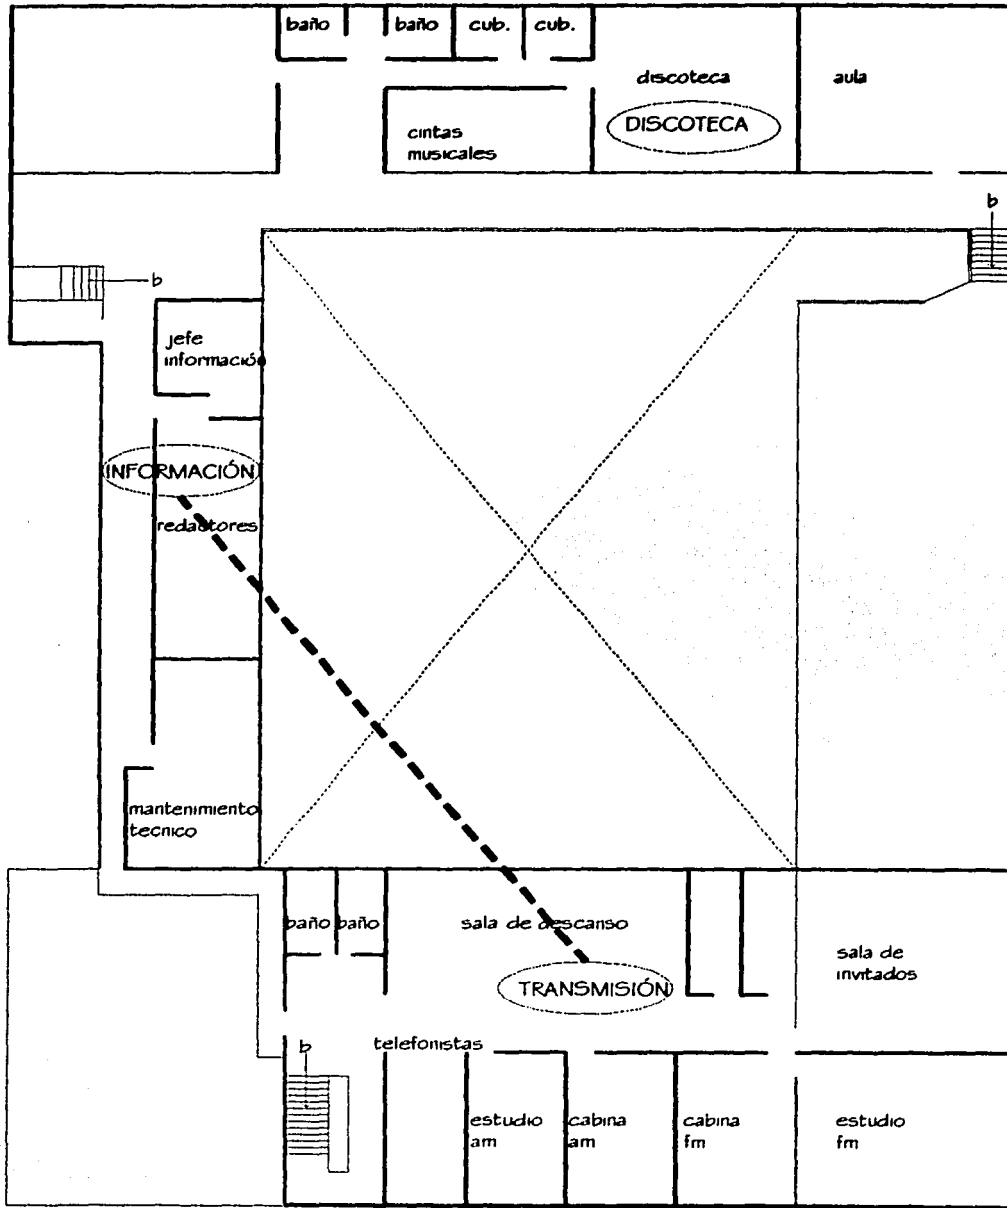 baño
baño
cub.
cub.
discoteca
aula
DISCOTECA
cintas
musicales
b
b
jefe
información
INFORMACIÓN
redactores
mantenimiento
tecnico
baño
baño
sala de descanso
sala de
invitados
TRANSMISIÓN
telefonistas
b
estudio
am
cabina
am
cabina
fm
estudio
fm